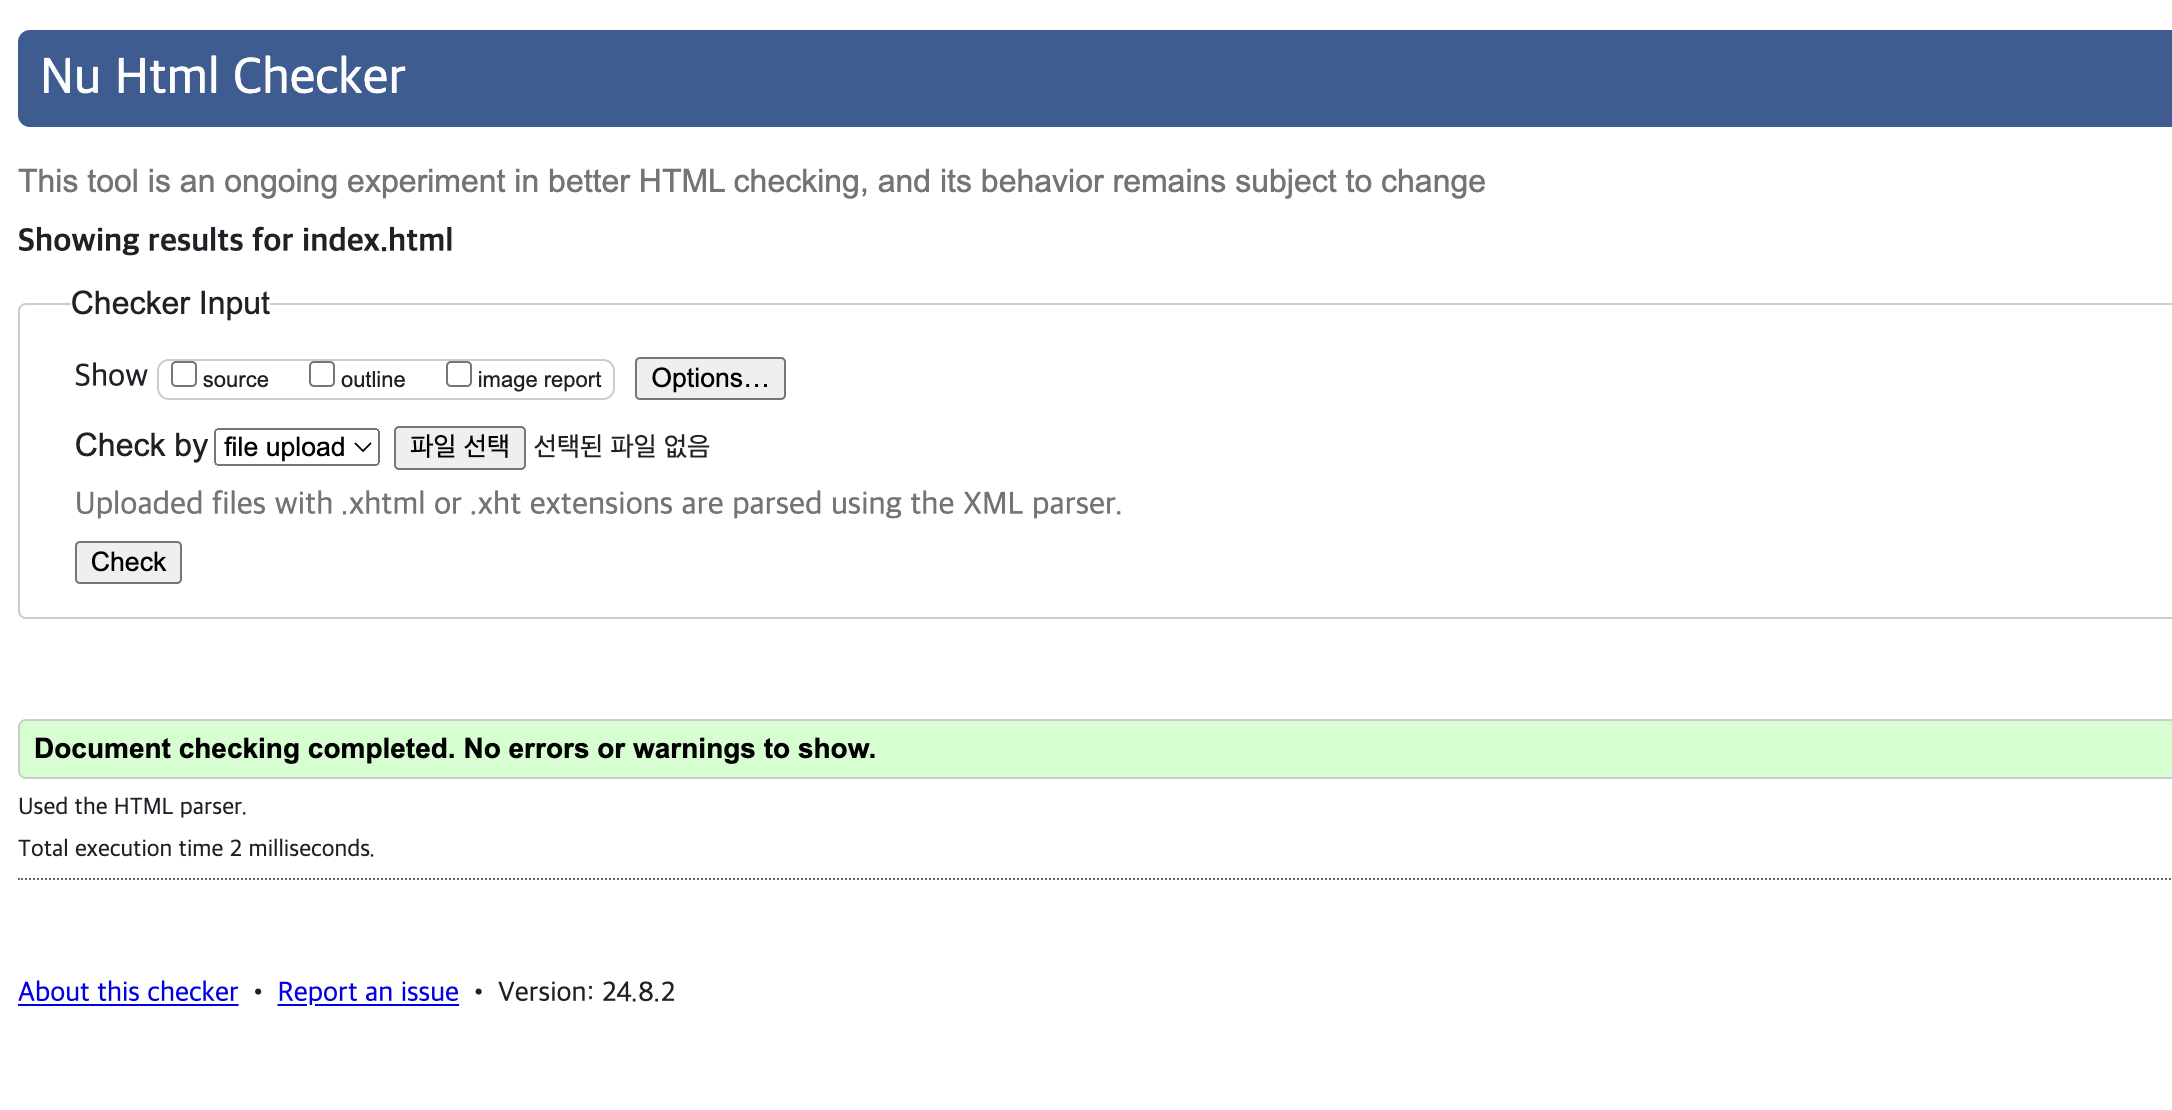 Nu Html Checker
This tool is an ongoing experiment in better HTML checking, and its behavior remains subject to change
Showing results for index.html
Checker Input
Show source outline image report Options…
Check by file upload 파일 선택 선택된 파일 없음
Uploaded files with .xhtml or .xht extensions are parsed using the XML parser.
Check
Document checking completed. No errors or warnings to show.
Used the HTML parser.
Total execution time 2 milliseconds.
About this checker • Report an issue • Version: 24.8.2